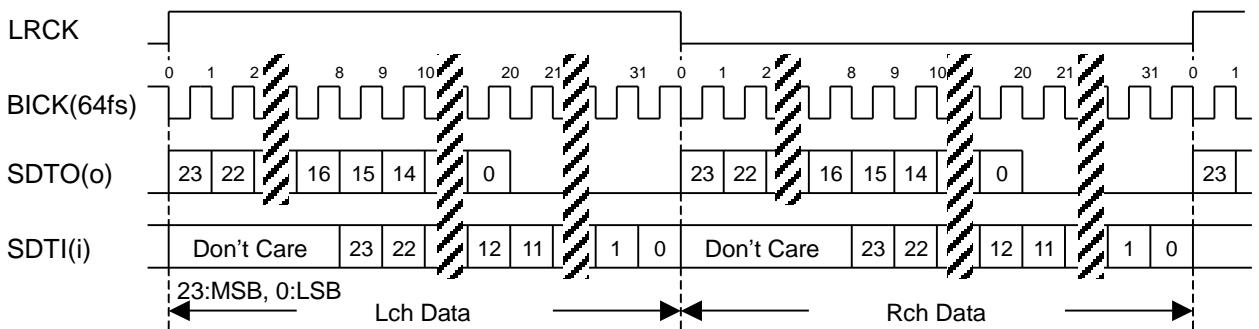 LRCK
0 1 2 8 9 10 20 21 31 0 1 2 8 9 10 20 21 31 0 1
BICK(64fs)
SDTO(o) 23 22 16 15 14 0 23 22 16 15 14 0 23
SDTI(i) Don't Care 23 22 12 11 1 0 Don't Care 23 22 12 11 1 0
23:MSB, 0:LSB
Lch Data Rch Data